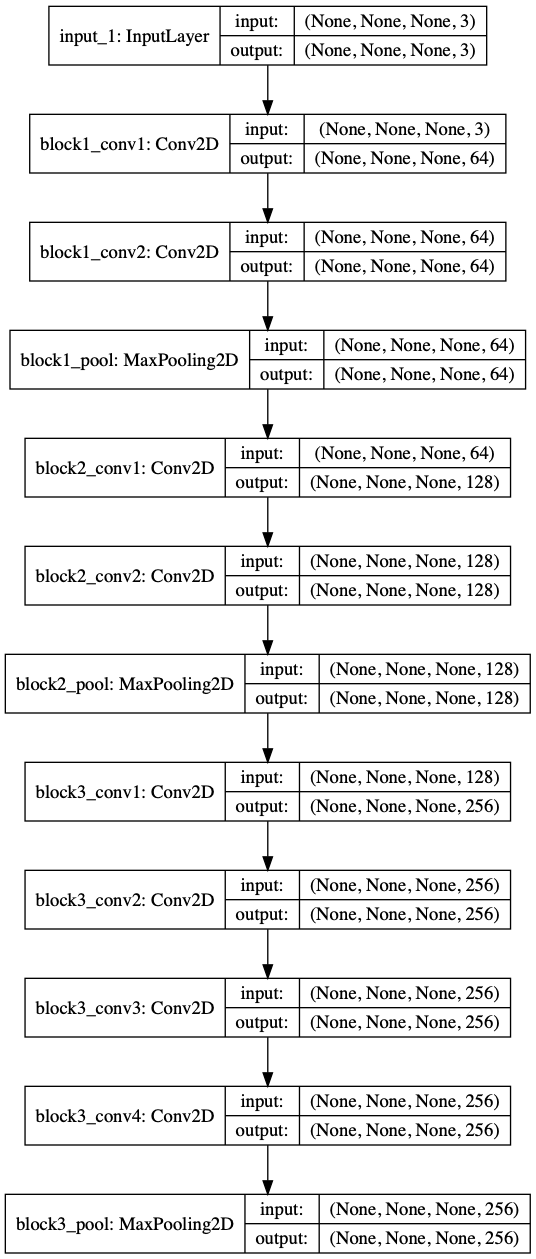 input_1: InputLayer
input: (None, None, None, 3)
output: (None, None, None, 3)
block1_conv1: Conv2D
input: (None, None, None, 3)
output: (None, None, None, 64)
block1_conv2: Conv2D
input: (None, None, None, 64)
output: (None, None, None, 64)
block1_pool: MaxPooling2D
input: (None, None, None, 64)
output: (None, None, None, 64)
block2_conv1: Conv2D
input: (None, None, None, 64)
output: (None, None, None, 128)
block2_conv2: Conv2D
input: (None, None, None, 128)
output: (None, None, None, 128)
block2_pool: MaxPooling2D
input: (None, None, None, 128)
output: (None, None, None, 128)
block3_conv1: Conv2D
input: (None, None, None, 128)
output: (None, None, None, 256)
block3_conv2: Conv2D
input: (None, None, None, 256)
output: (None, None, None, 256)
block3_conv3: Conv2D
input: (None, None, None, 256)
output: (None, None, None, 256)
block3_conv4: Conv2D
input: (None, None, None, 256)
output: (None, None, None, 256)
block3_pool: MaxPooling2D
input: (None, None, None, 256)
output: (None, None, None, 256)